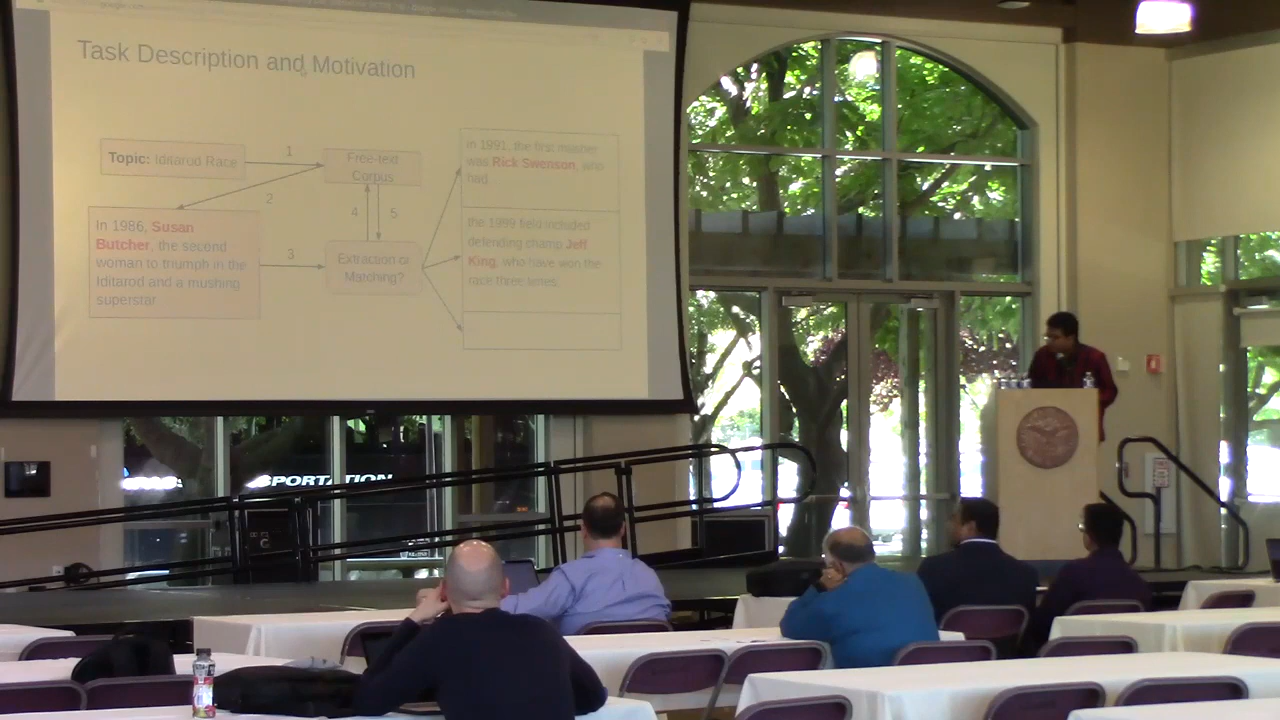 Task Description and Motivation
Topic: Iditarod Race
1
Free-text
Corpus
2
In 1986, Susan
Butcher, the second
woman to triumph in the
Iditarod and a mushing
superstar
3
4
5
Extraction or
Matching?
In 1991, the first musher
was Rick Swenson, who
had
the 1999 field included
defending champ Jeff
King, who have won the
race three times
SPORTATION